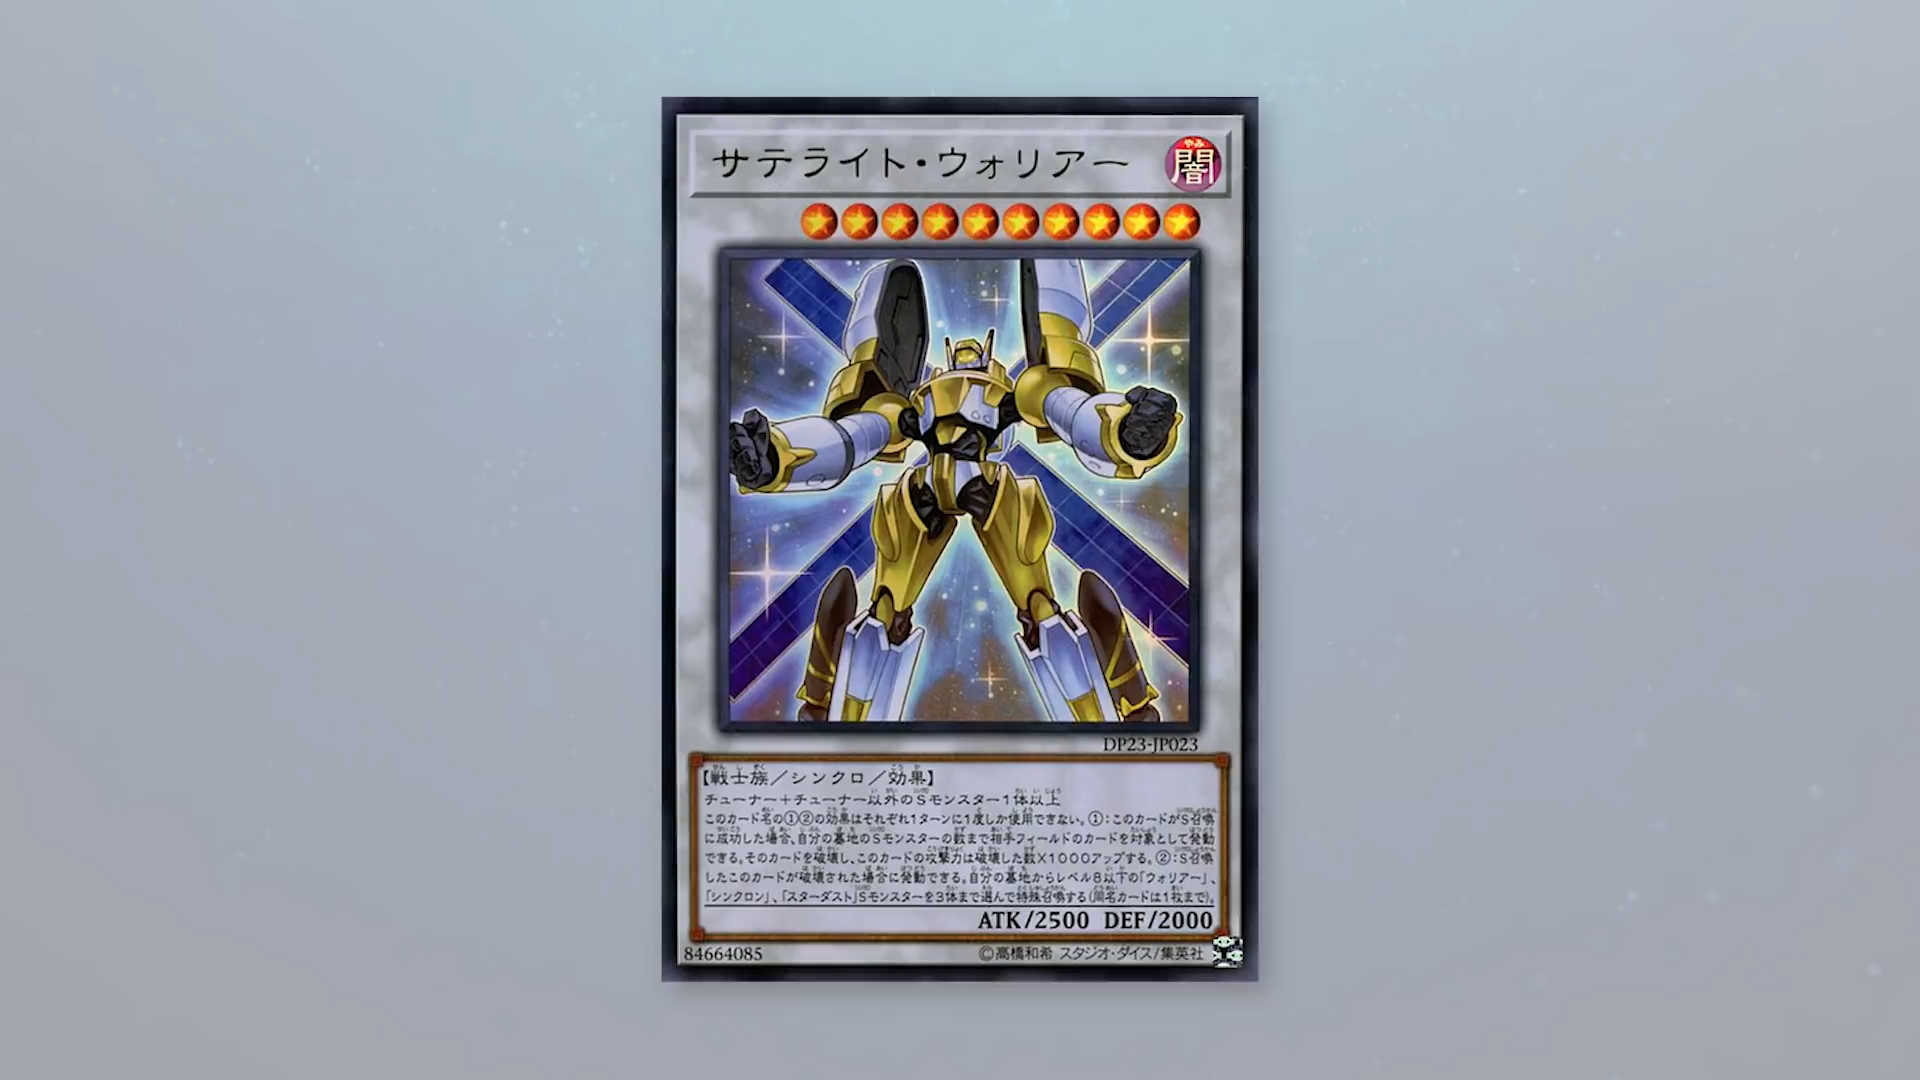 サテライト・ウォリアー
やみ
闇
DP23-JP023
【戦士族／シンクロ／効果】
チューナー＋チューナー以外のSモンスター1体以上
このカード名の①②の効果はそれぞれ1ターンに1度しか使用できない。①：このカードがS召喚
に成功した場合、自分の墓地のSモンスターの数まで相手フィールドのカードを対象として発動
できる。そのカードを破壊し、このカードの攻撃力は破壊した数×1000アップする。②：S召喚
したこのカードが破壊された場合に発動できる。自分の墓地からレベル8以下の「ウォリアー」、
「シンクロン」、「スターダスト」Sモンスターを3体まで選んで特殊召喚する(同名カードは1枚まで)。
ATK/2500 DEF/2000
84664085
©高橋和希 スタジオ・ダイス/集英社